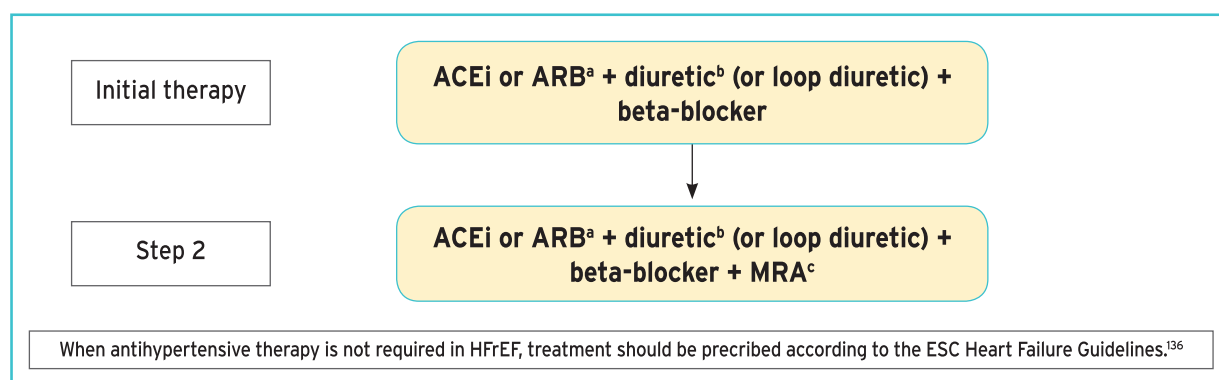 Initial therapy
ACEi or ARBᵃ + diureticᵇ (or loop diuretic) +
beta-blocker
Step 2
ACEi or ARBᵃ + diureticᵇ (or loop diuretic) +
beta-blocker + MRAᶜ
When antihypertensive therapy is not required in HFrEF, treatment should be precribed according to the ESC Heart Failure Guidelines.¹³⁶